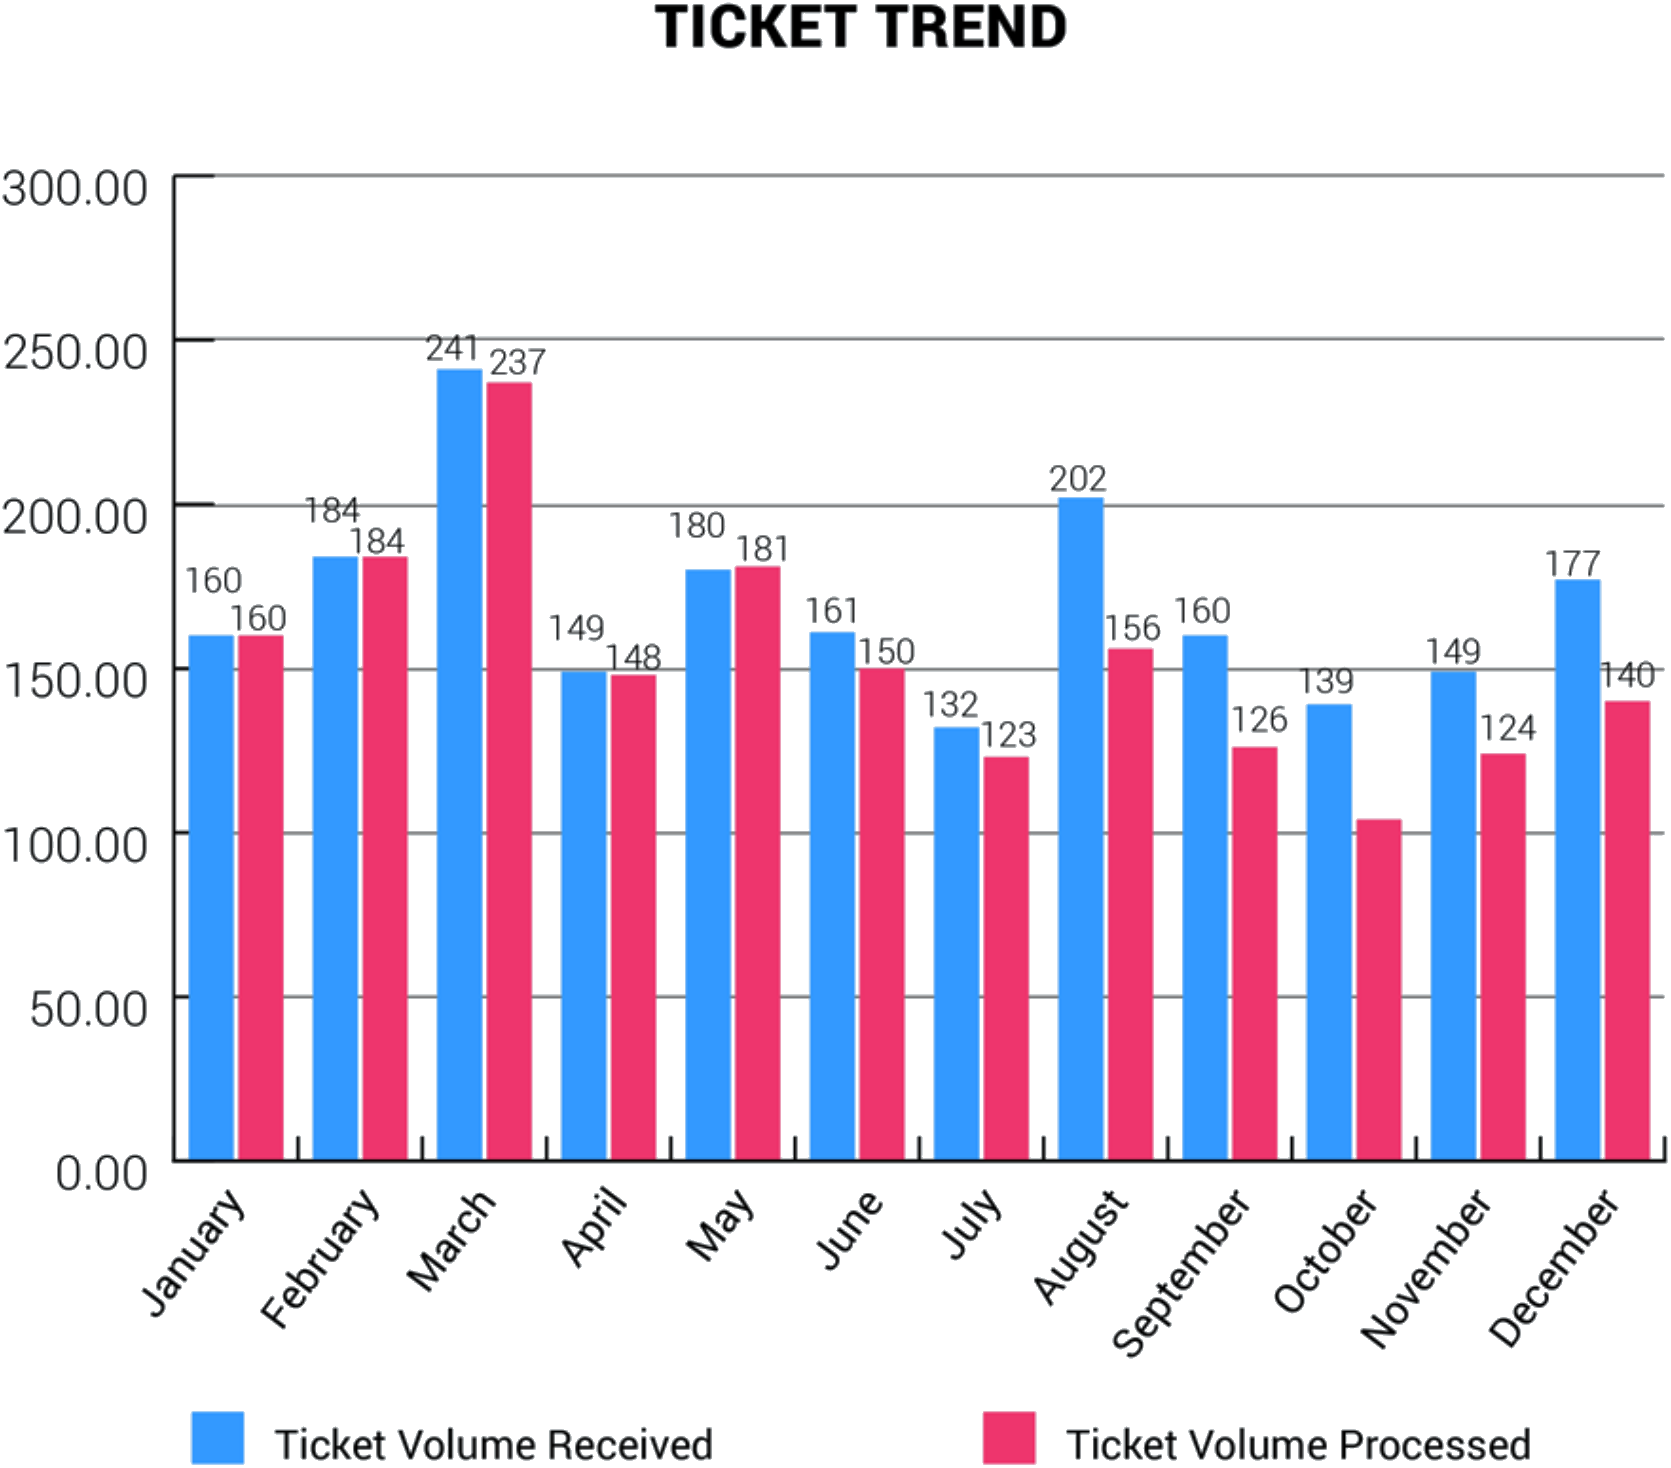 TICKET TREND
300.00
250.00
200.00
150.00
100.00
50.00
0.00
160
160
184
184
241
237
149
148
180
181
161
150
132
123
202
156
160
126
139
149
124
177
140
January
February
March
April
May
June
July
August
September
October
November
December
Ticket Volume Received
Ticket Volume Processed